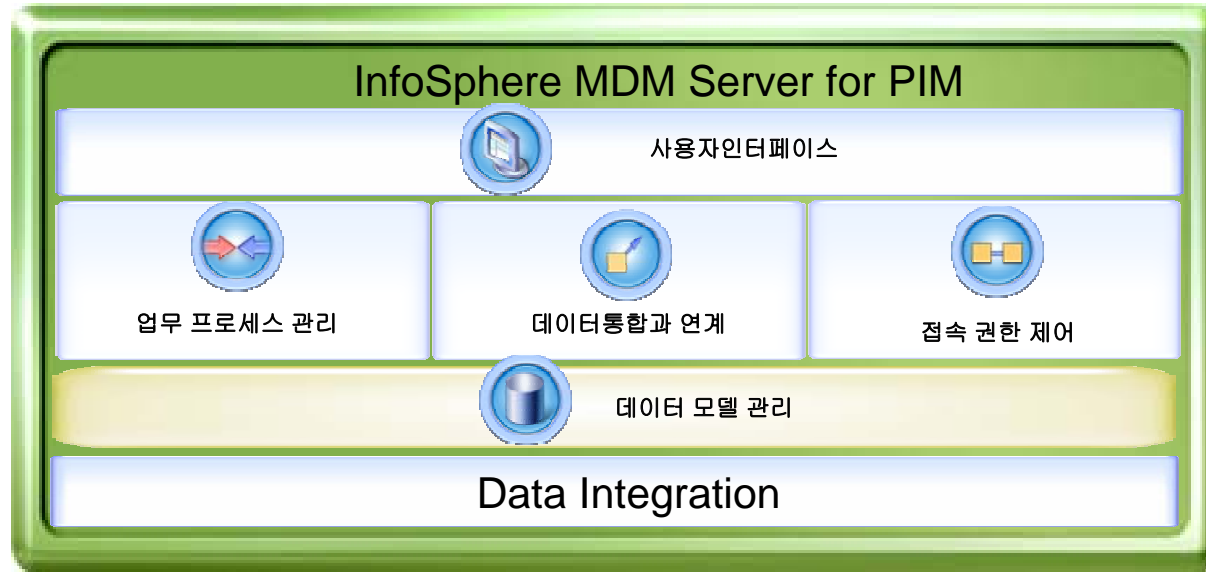 InfoSphere MDM Server for PIM
사용자인터페이스
업무 프로세스 관리
데이터통합과 연계
접속 권한 제어
데이터 모델 관리
Data Integration